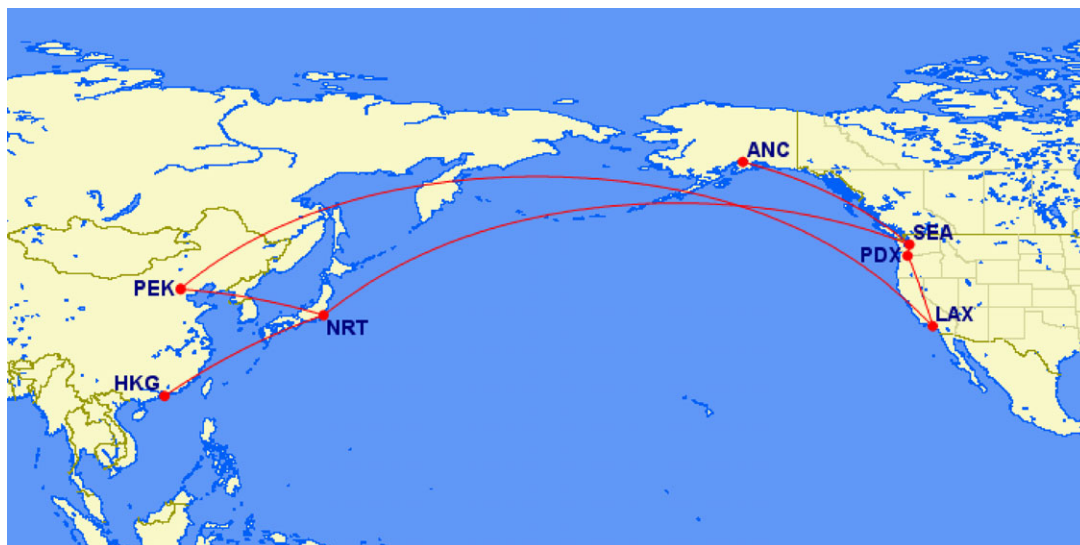 ANC
SEA
PDX
PEK
LAX
NRT
HKG